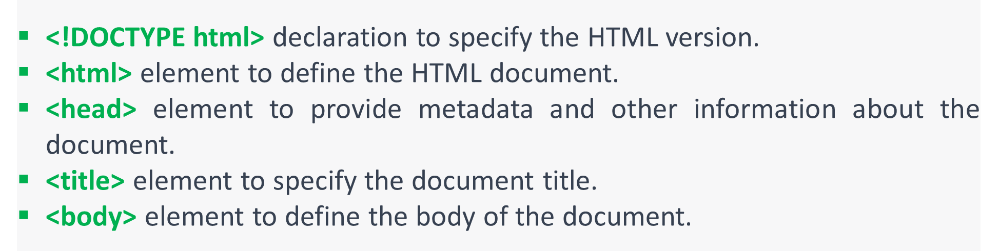 ▪ <!DOCTYPE html> declaration to specify the HTML version.
▪ <html> element to define the HTML document.
▪ <head> element to provide metadata and other information about the
document.
▪ <title> element to specify the document title.
▪ <body> element to define the body of the document.